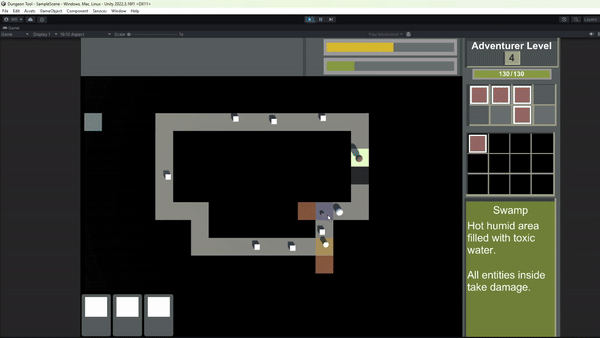 Dungeon Tool - SampleScene - Windows, Mac, Linux - Unity 2022.3.16f1 <DX11>
File Edit Assets GameObject Component Services Window Help
Game
Game Display 1 16:10 Aspect Scale 1x
Adventurer Level
4
130/130
Swamp
Hot humid area
filled with toxic
water.
All entities inside
take damage.